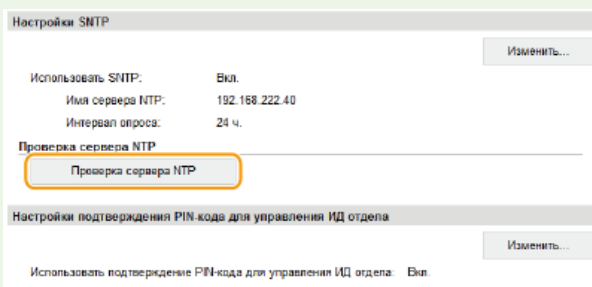 Настройки SNTP
Изменить...
Использовать SNTP: Вкл.
Имя сервера NTP: 192.168.222.40
Интервал опроса: 24 ч.
Проверка сервера NTP
Проверка сервера NTP
Настройки подтверждения PIN-кода для управления ИД отдела
Изменить...
Использовать подтверждение PIN-кода для управления ИД отдела: Вкл.